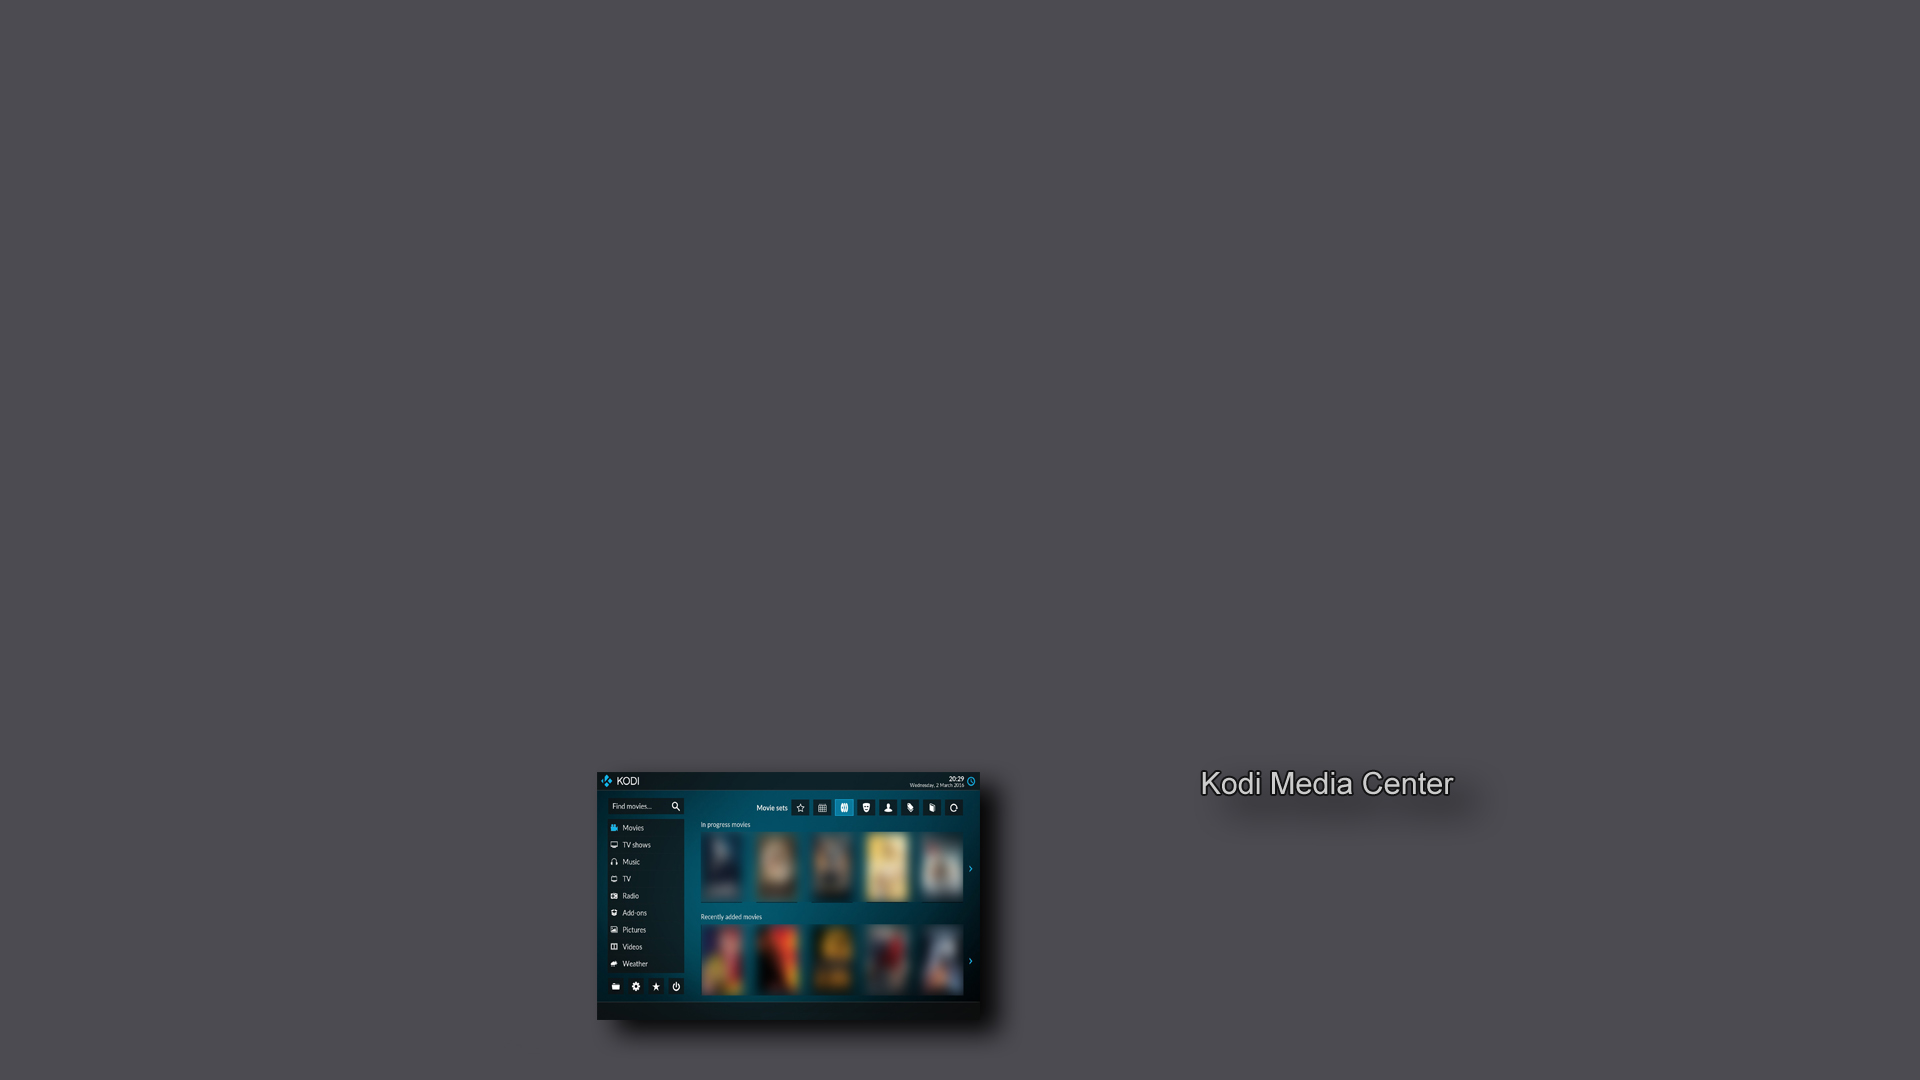 KODI
20:29
Wednesday, 2 March 2016
Find movies...
Movie sets
Movies
TV shows
Music
TV
Radio
Add-ons
Pictures
Videos
Weather
In progress movies
Recently added movies
Kodi Media Center